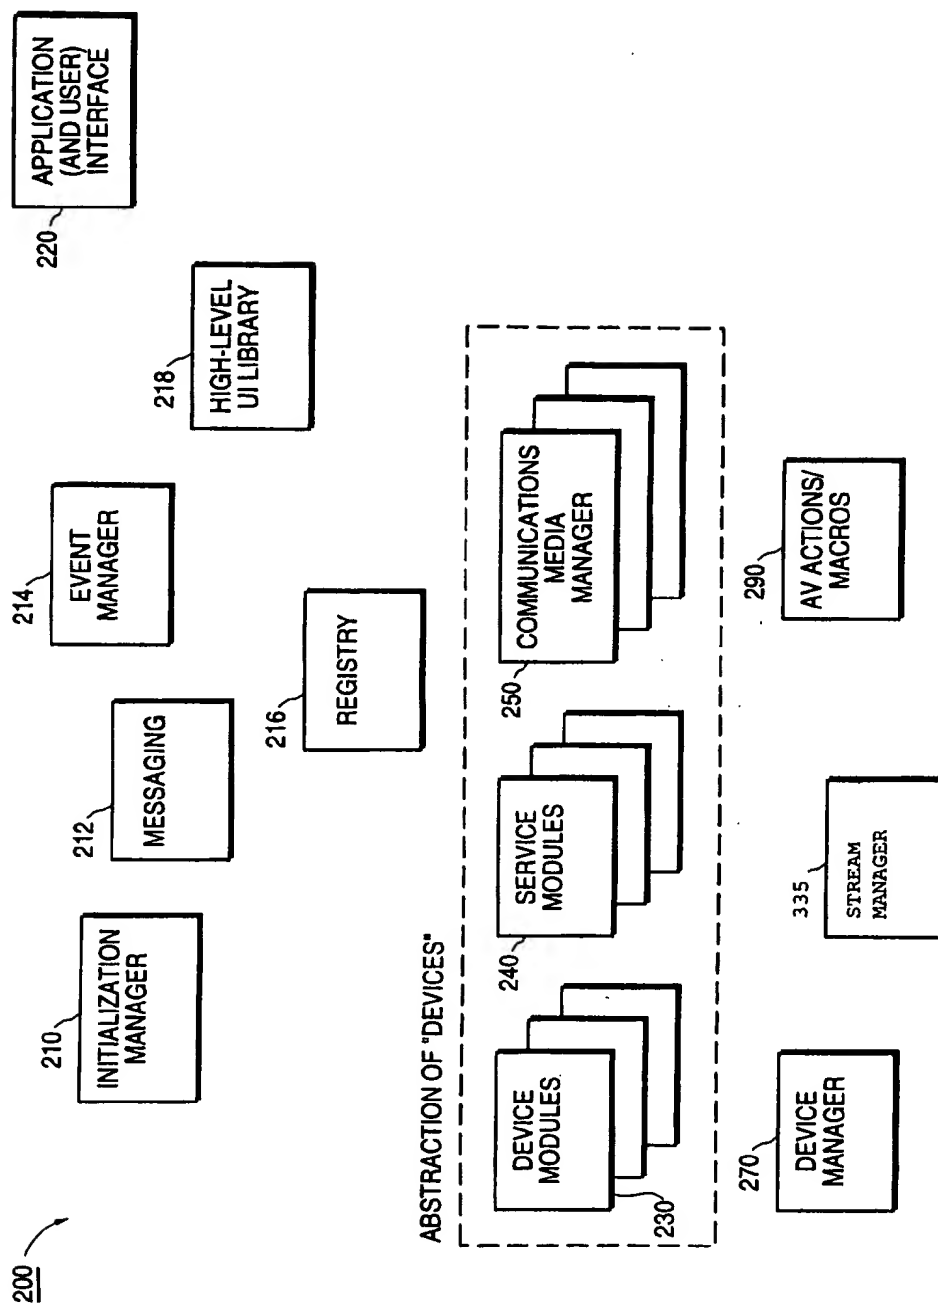 200
210
INITIALIZATION
MANAGER
212
MESSAGING
214
EVENT
MANAGER
216
REGISTRY
218
HIGH-LEVEL
UI LIBRARY
220
APPLICATION
(AND USER)
INTERFACE
ABSTRACTION OF "DEVICES"
DEVICE
MODULES
230
240
SERVICE
MODULES
250
COMMUNICATIONS
MEDIA
MANAGER
270
DEVICE
MANAGER
335
STREAM
MANAGER
290
AV ACTIONS/
MACROS